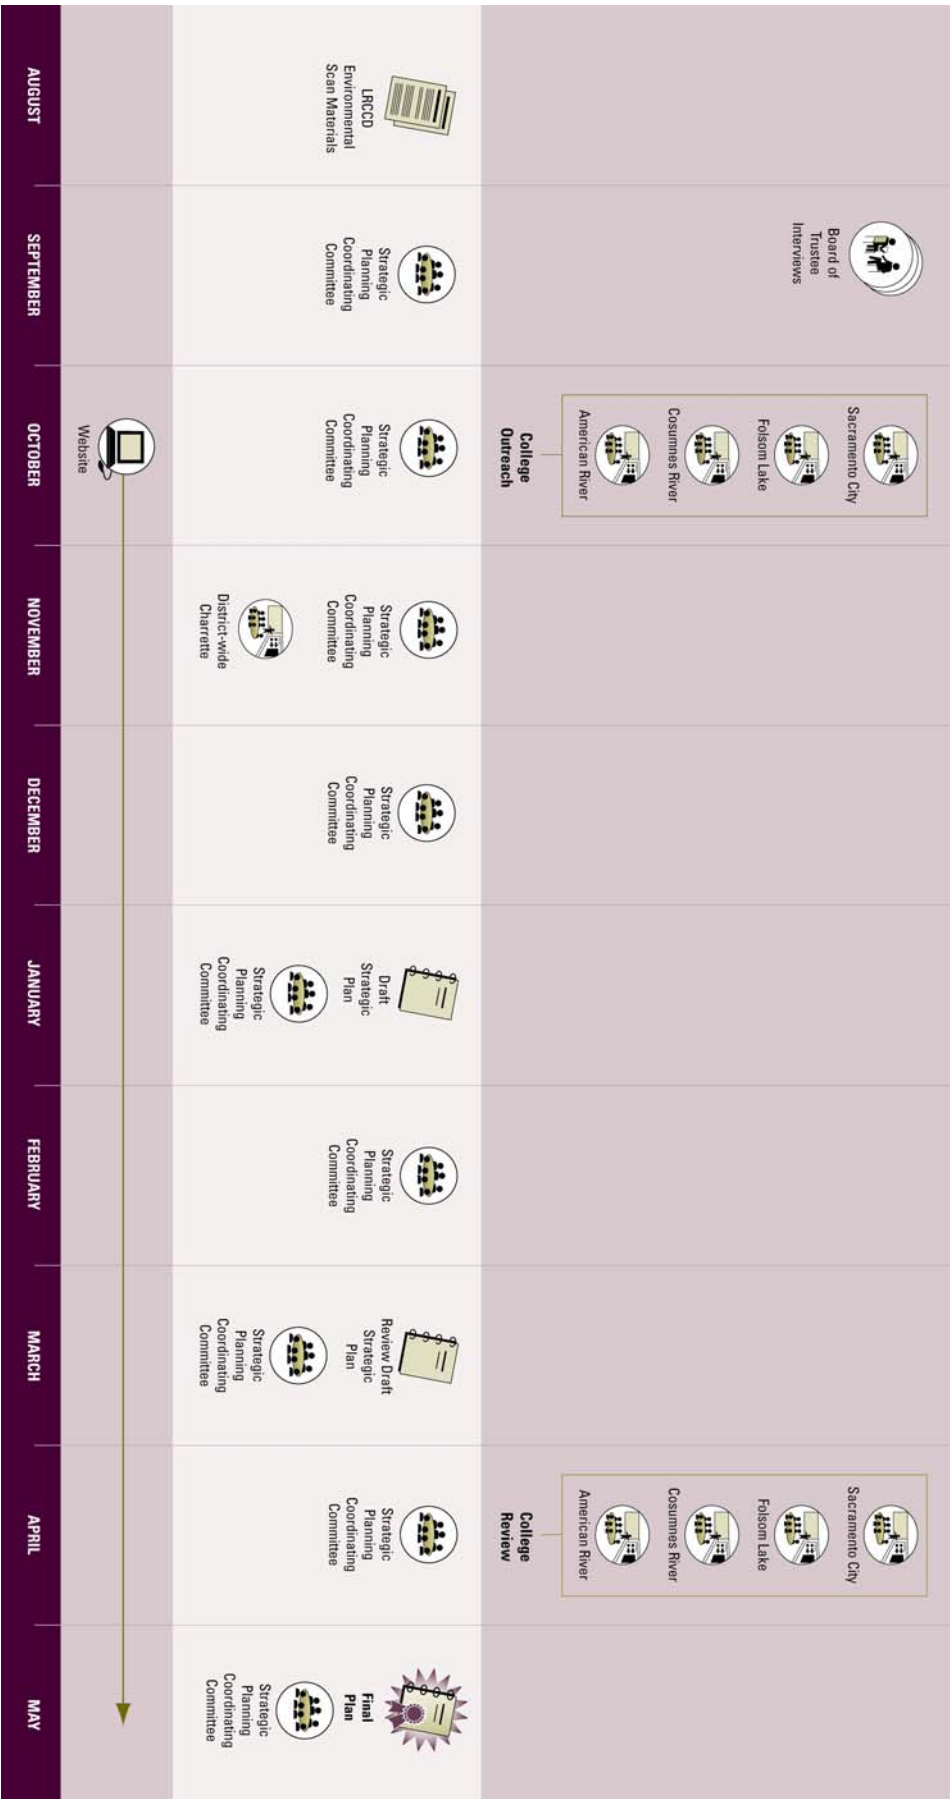 Board of
Trustee
Interviews
Sacramento City
Folsom Lake
Cosumnes River
American River
College
Outreach
Sacramento City
Folsom Lake
Cosumnes River
American River
College
Review
LRCCD
Environmental
Scan Materials
Strategic
Planning
Coordinating
Committee
Strategic
Planning
Coordinating
Committee
Strategic
Planning
Coordinating
Committee
District-wide
Charrette
Strategic
Planning
Coordinating
Committee
Draft
Strategic
Plan
Strategic
Planning
Coordinating
Committee
Strategic
Planning
Coordinating
Committee
Review Draft
Strategic
Plan
Strategic
Planning
Coordinating
Committee
Strategic
Planning
Coordinating
Committee
Final
Plan
Strategic
Planning
Coordinating
Committee
Website
AUGUST
SEPTEMBER
OCTOBER
NOVEMBER
DECEMBER
JANUARY
FEBRUARY
MARCH
APRIL
MAY